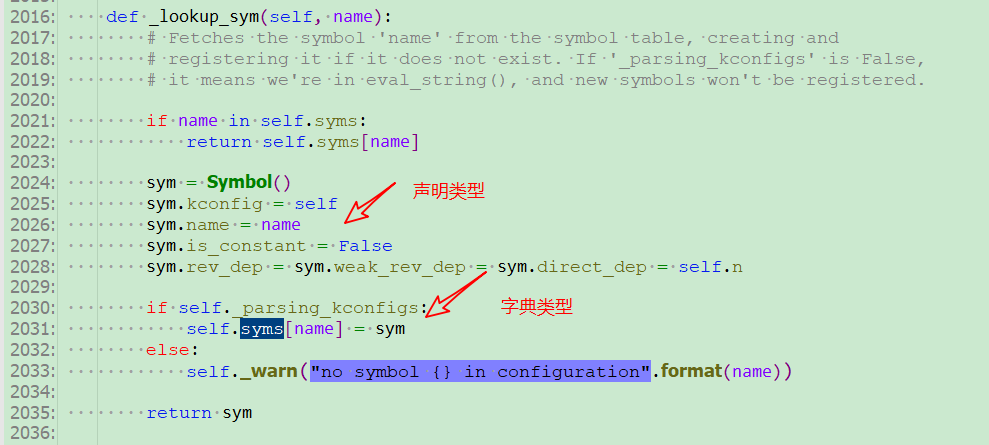 2016: def _lookup_sym(self, name):
2017: # Fetches the symbol 'name' from the symbol table, creating and
2018: # registering it if it does not exist. If '_parsing_kconfigs' is False,
2019: # it means we're in eval_string(), and new symbols won't be registered.
2020:
2021: if name in self.syms:
2022: return self.syms[name]
2023:
2024: sym = Symbol()
2025: sym.kconfig = self
声明类型
2026: sym.name = name
2027: sym.is_constant = False
2028: sym.rev_dep = sym.weak_rev_dep = sym.direct_dep = self.n
2029:
2030: if self._parsing_kconfigs:
字典类型
2031: self.syms[name] = sym
2032: else:
2033: self._warn("no symbol {} in configuration".format(name))
2034:
2035: return sym
2036: